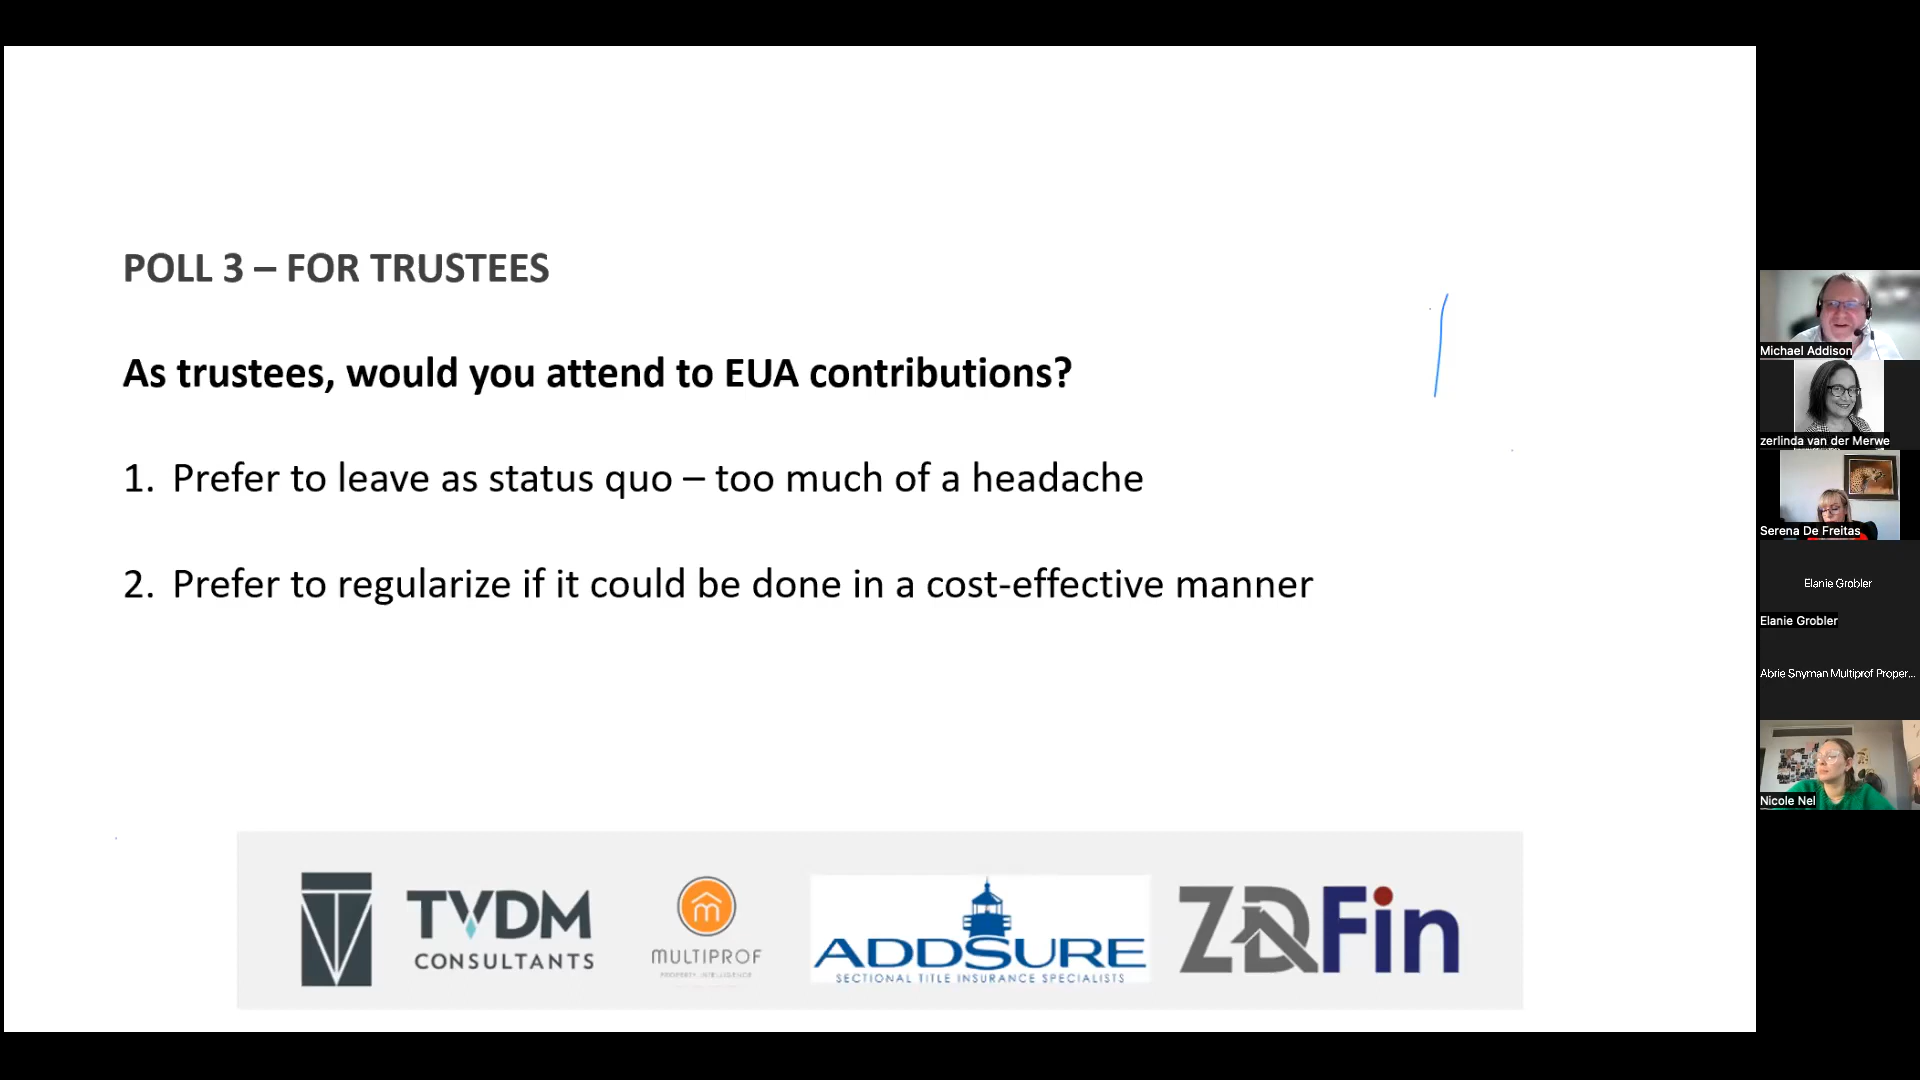 POLL 3 – FOR TRUSTEES
As trustees, would you attend to EUA contributions?
1. Prefer to leave as status quo – too much of a headache
2. Prefer to regularize if it could be done in a cost-effective manner
TVDM
CONSULTANTS
MULTIPROF
PROPERTY INTELLIGENCE
ADDSURE
SECTIONAL TITLE INSURANCE SPECIALISTS
ZDFin
Michael Addison
zerlinda van der Merwe
Serena De Freitas
Elanie Grobler
Elanie Grobler
Abrie Snyman Multiprof Proper...
Nicole Nel